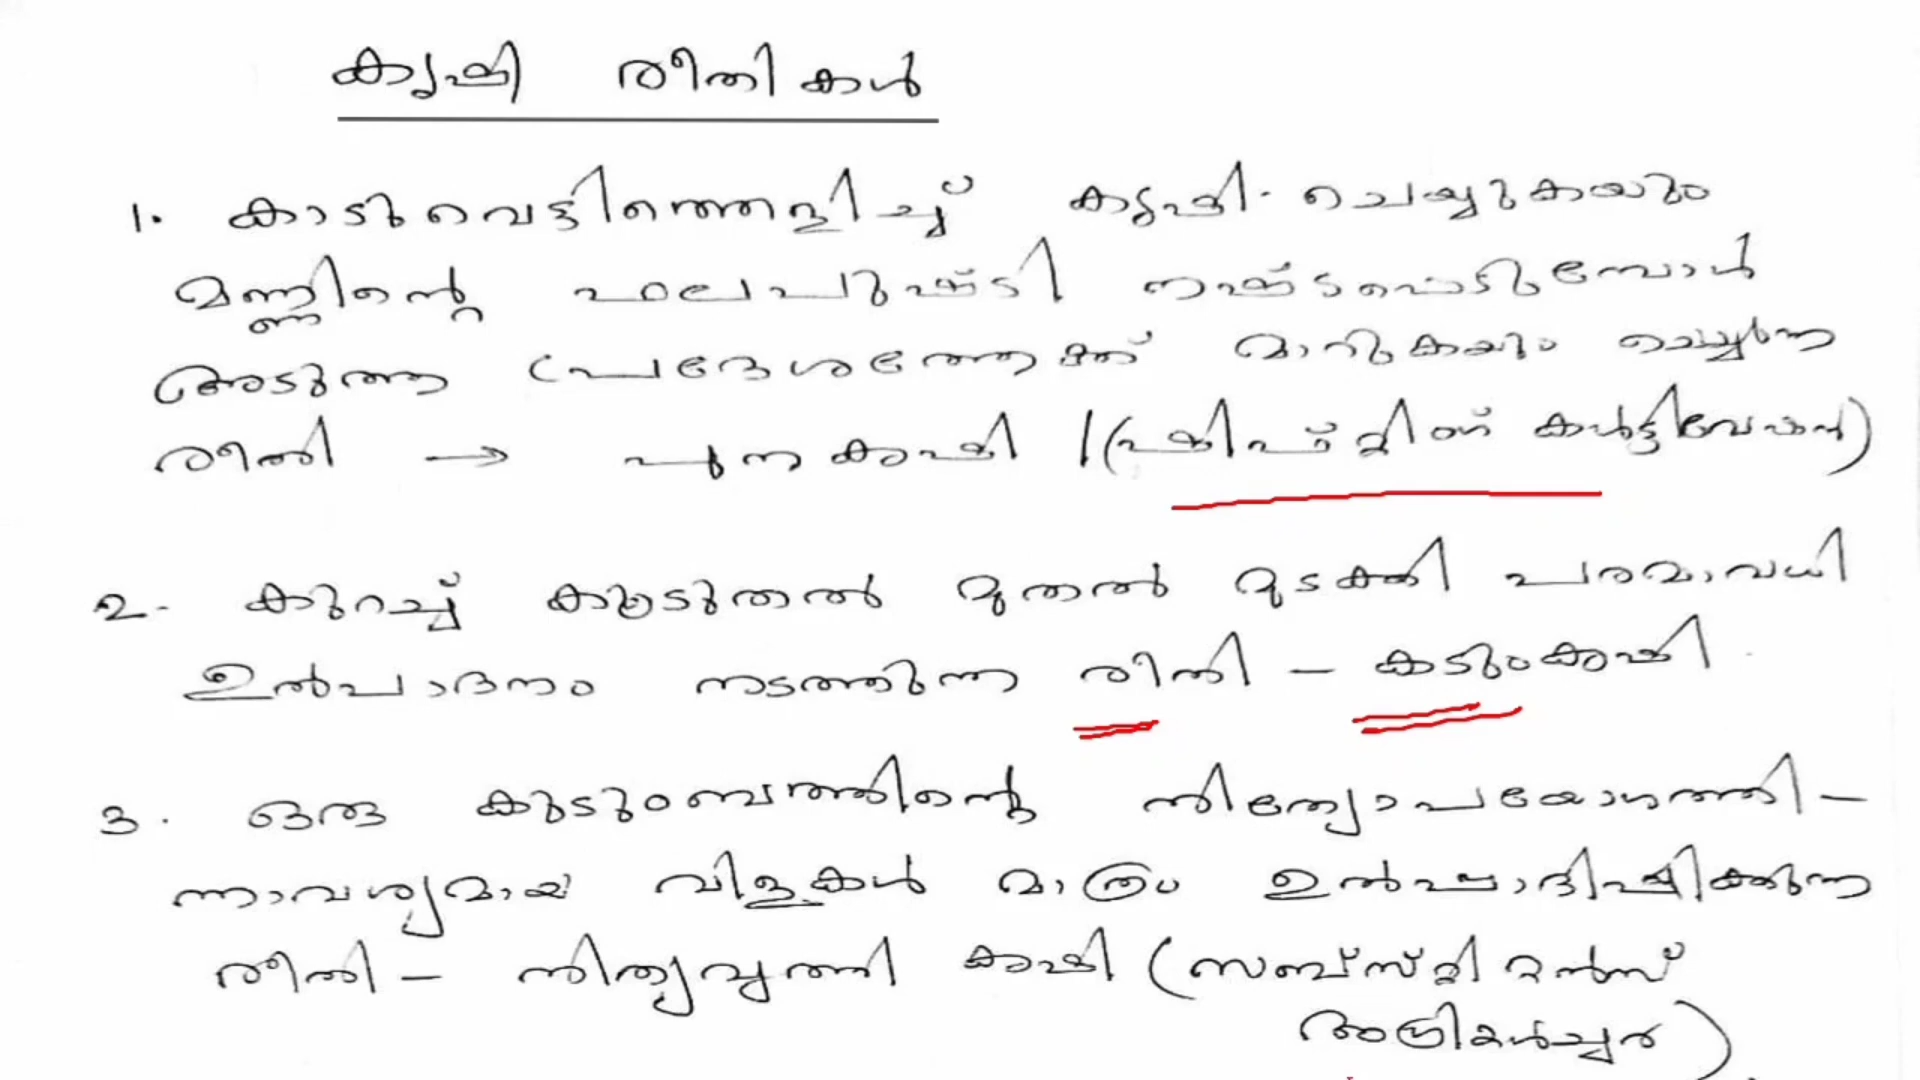 കൃഷി രീതികൾ
1. കാടുവെട്ടിത്തെളിച്ച് കൃഷി ചെയ്യുകയും
മണ്ണിന്റെ ഫലപുഷ്ടി നഷ്ടപ്പെടുമ്പോൾ
അടുത്ത പ്രദേശത്തേക്ക് മാറുകയും ചെയ്യുന്ന
രീതി → പുനകൃഷി / (ഷിഫ്റ്റിംഗ് കൾട്ടിവേഷൻ)
2. കുറച്ച് കൂടുതൽ മുതൽ മുടക്കി പരമാവധി
ഉൽപാദനം നടത്തുന്ന രീതി – കടുംകൃഷി.
3. ഒരു കുടുംബത്തിന്റെ നിത്യോപയോഗത്തി–
ന്നാവശ്യമായ വിളകൾ മാത്രം ഉൽപ്പാദിപ്പിക്കുന്ന
രീതി – നിത്യവൃത്തി കൃഷി (സബ്സ്റ്റിറ്റൻസ്
അഗ്രികൾച്ചർ)